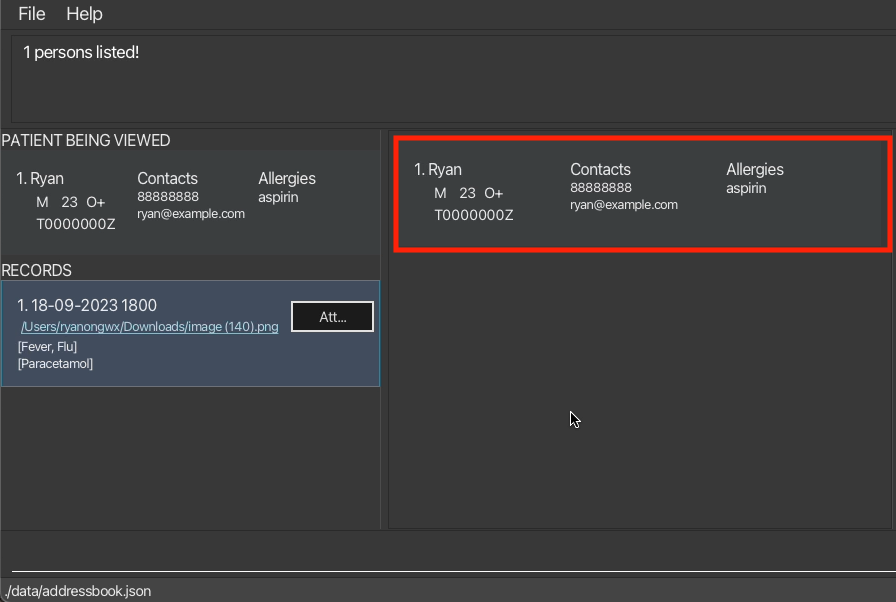 File Help
1 persons listed!
PATIENT BEING VIEWED
1. Ryan
M 23 O+
T0000000Z
Contacts
88888888
ryan@example.com
Allergies
aspirin
RECORDS
1. 18-09-2023 1800
/Users/ryanongwx/Downloads/image (140).png
[Fever, Flu]
[Paracetamol]
Att...
1. Ryan
M 23 O+
T0000000Z
Contacts
88888888
ryan@example.com
Allergies
aspirin
./data/addressbook.json